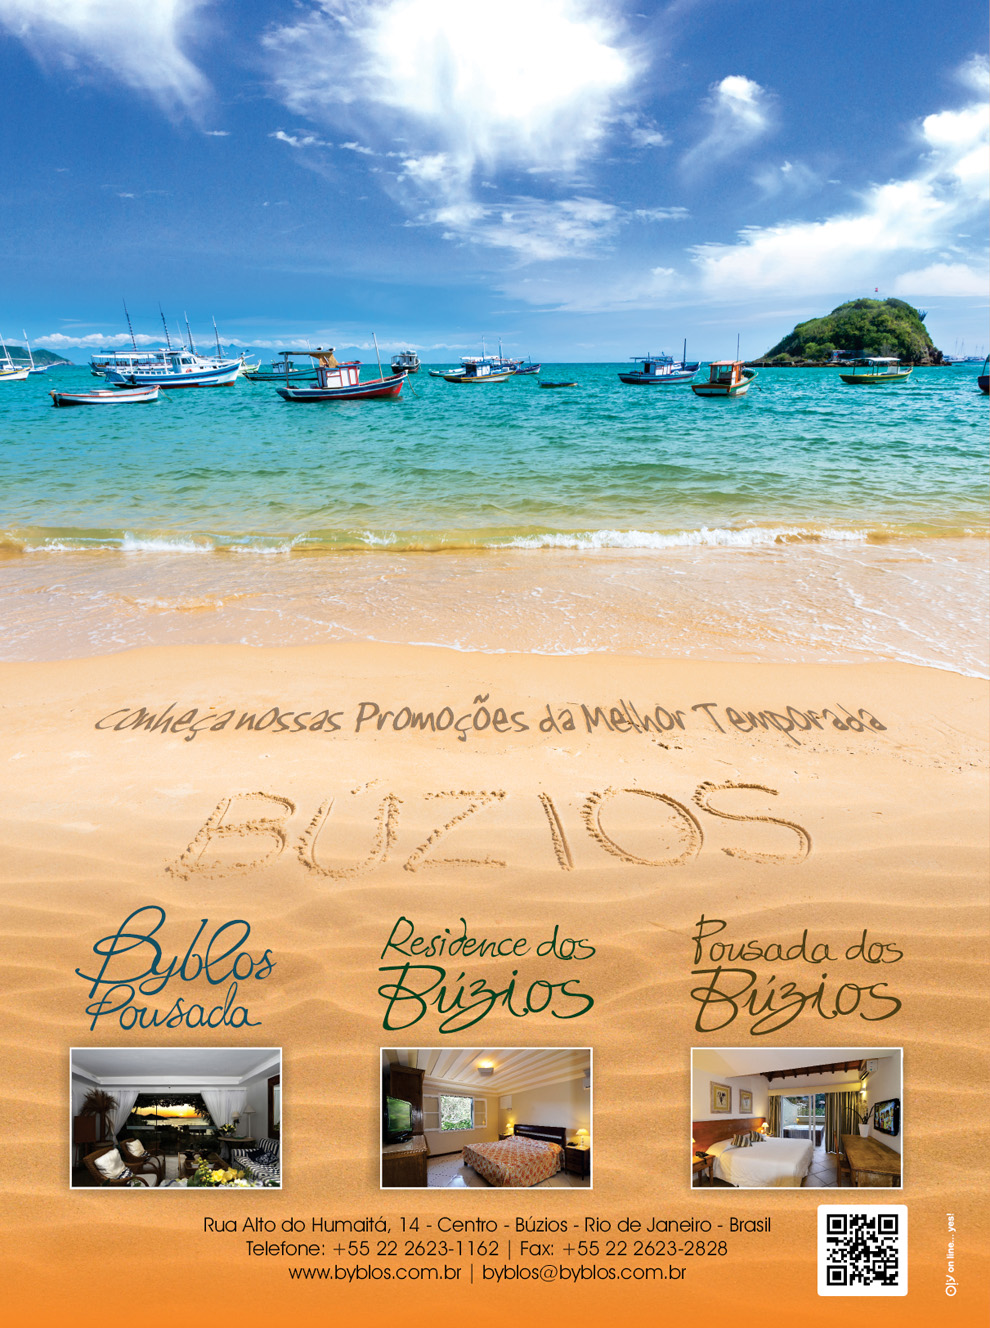 conheça nossas Promoções da Melhor Temporada
BÚZIOS
Byblos
Pousada
Residence dos
Búzios
Pousada dos
Búzios
Rua Alto do Humaitá, 14 - Centro - Búzios - Rio de Janeiro - Brasil
Telefone: +55 22 2623-1162 | Fax: +55 22 2623-2828
www.byblos.com.br | byblos@byblos.com.br
on line... yes!